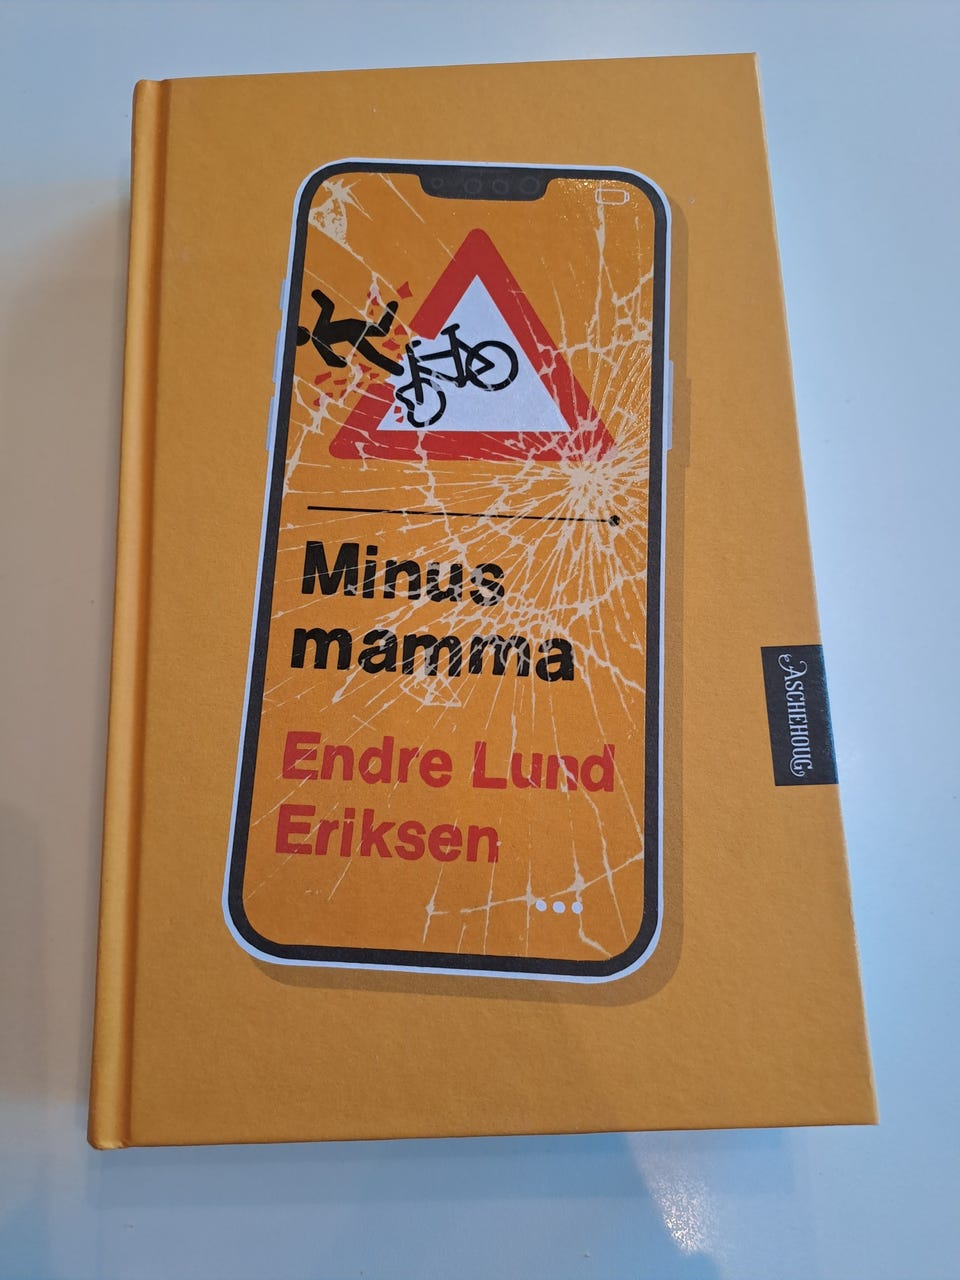 Minus
mamma
Endre Lund
Eriksen
ASCHEHOUG